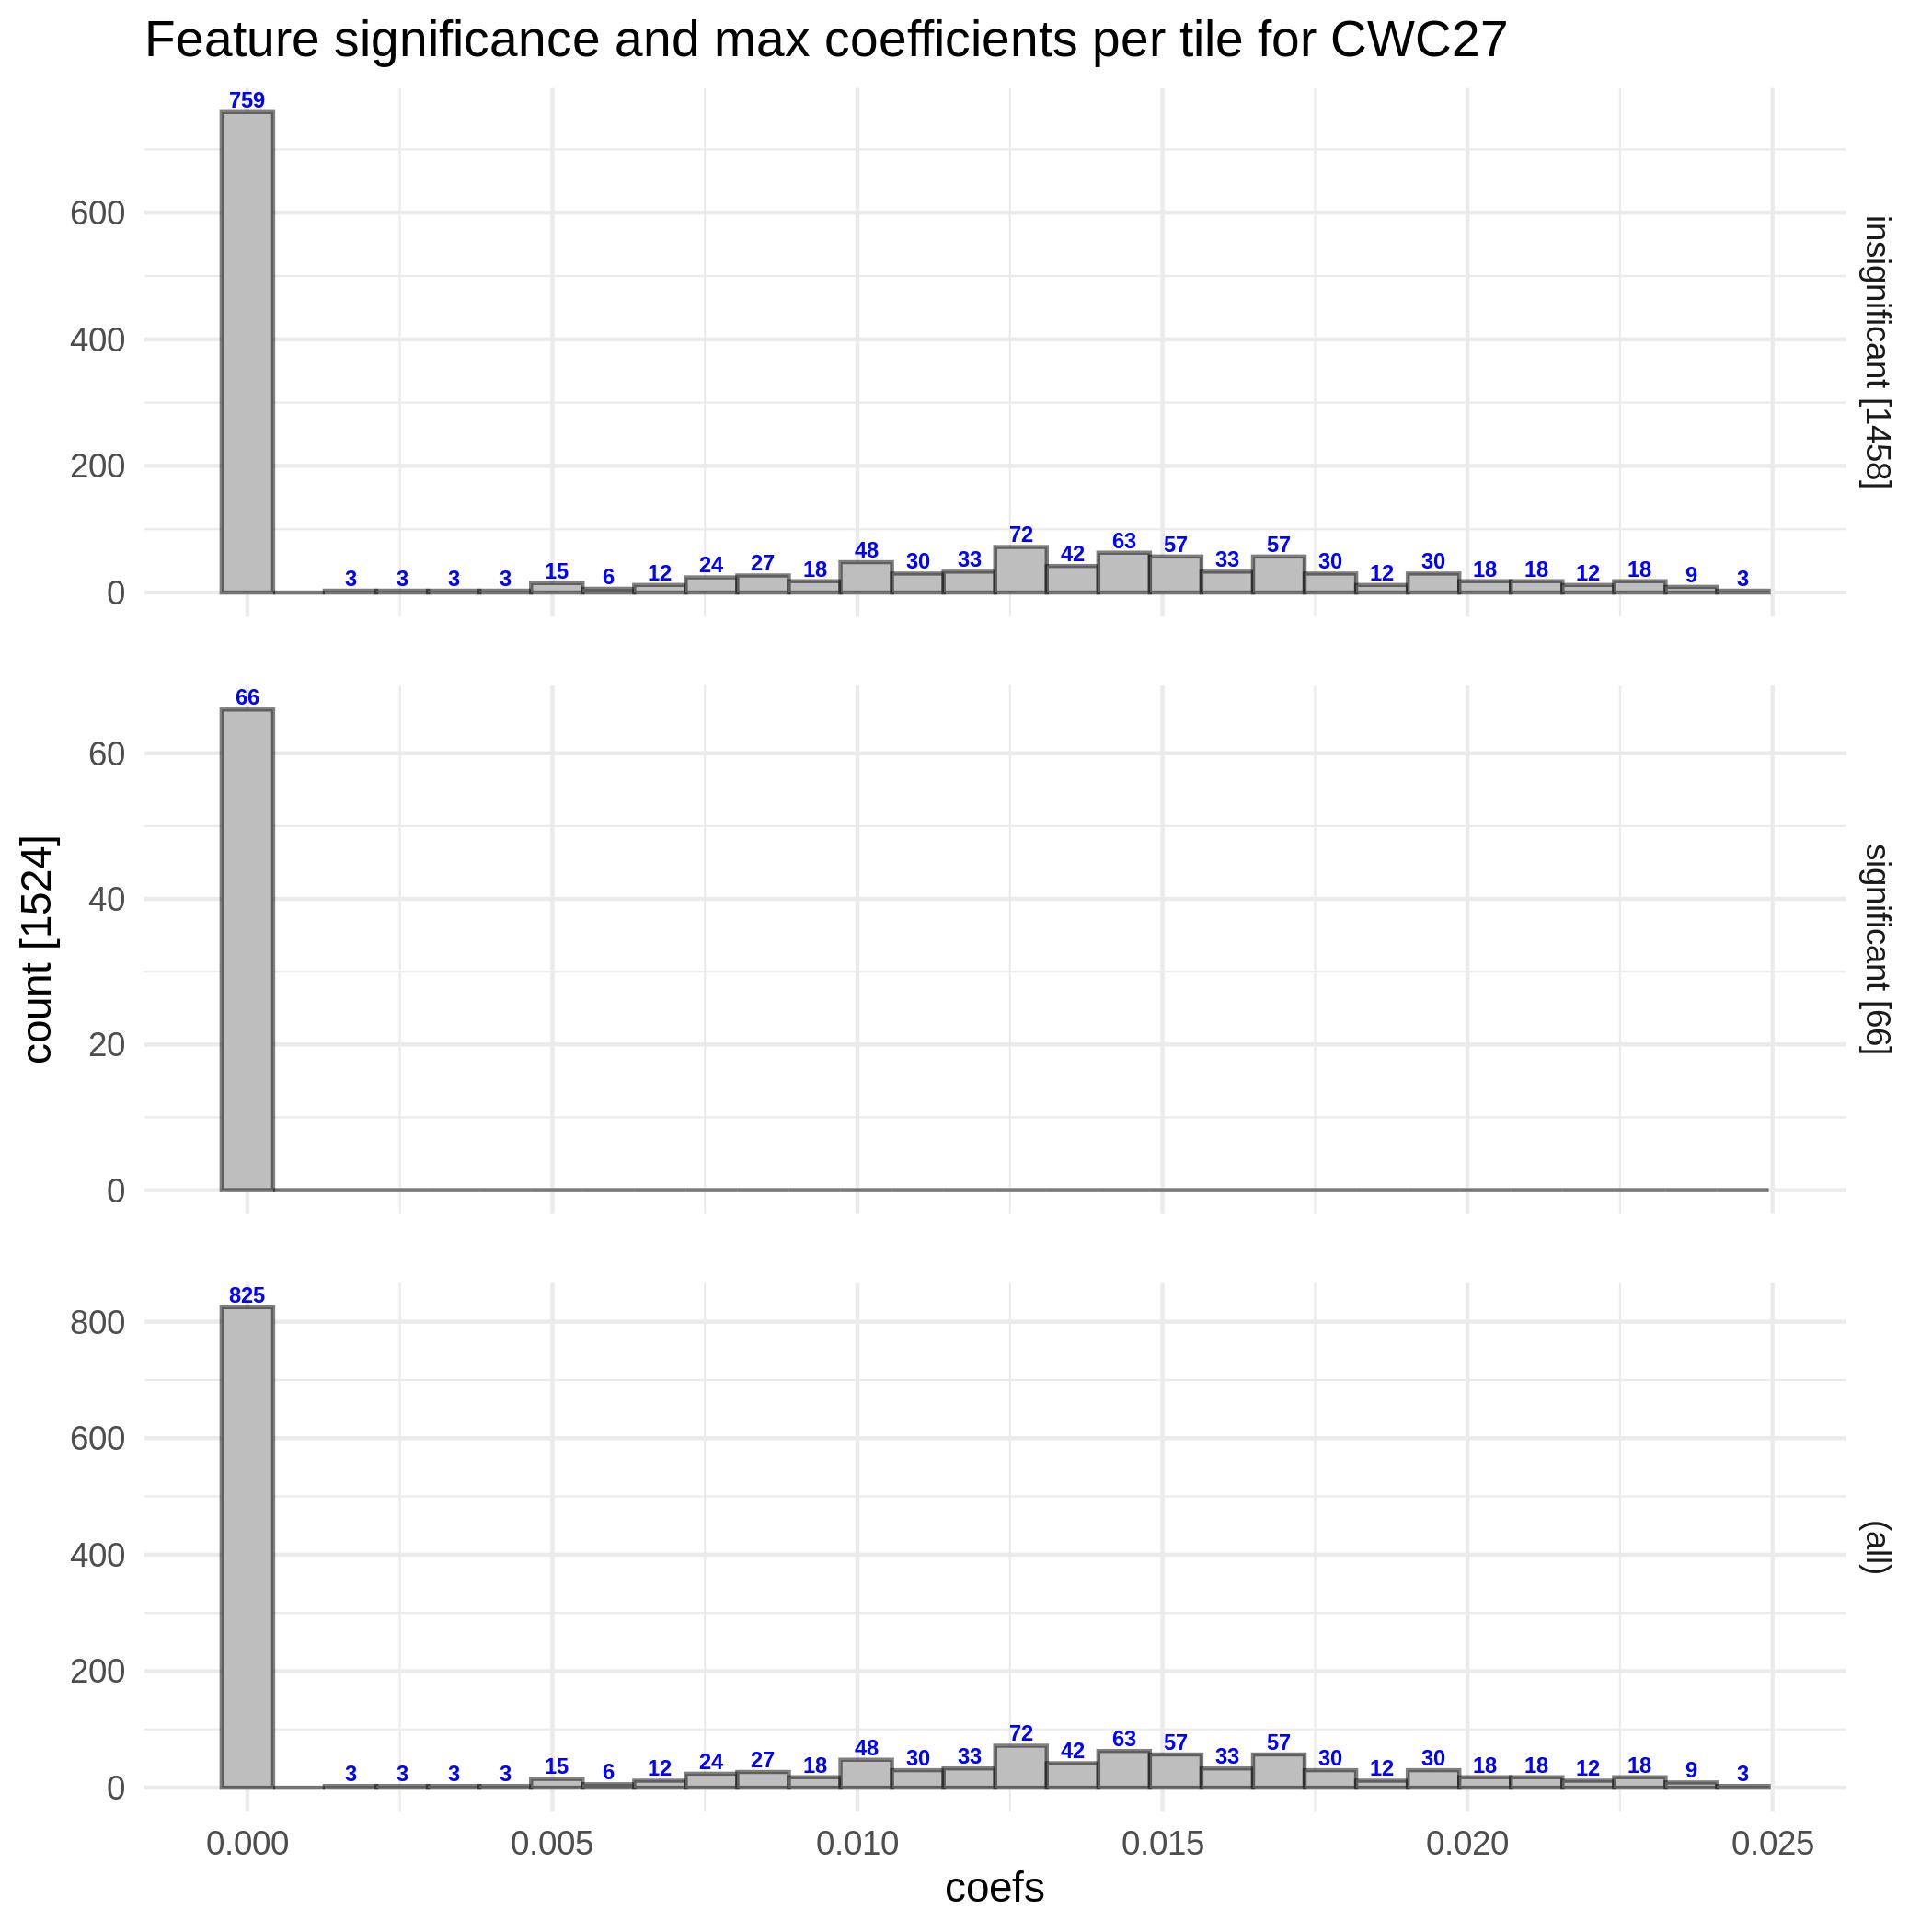 Feature significance and max coefficients per tile for CWC27
759
600
400
200
0
3 3 3 3 15 6 12 24 27 18 48 30 33 72 42 63 57 33 57 30 12 30 18 18 12 18 9 3
insignificant [1458]
66
60
40
20
0
significant [66]
count [1524]
825
800
600
400
200
0
3 3 3 3 15 6 12 24 27 18 48 30 33 72 42 63 57 33 57 30 12 30 18 18 12 18 9 3
(all)
0.000 0.005 0.010 0.015 0.020 0.025
coefs